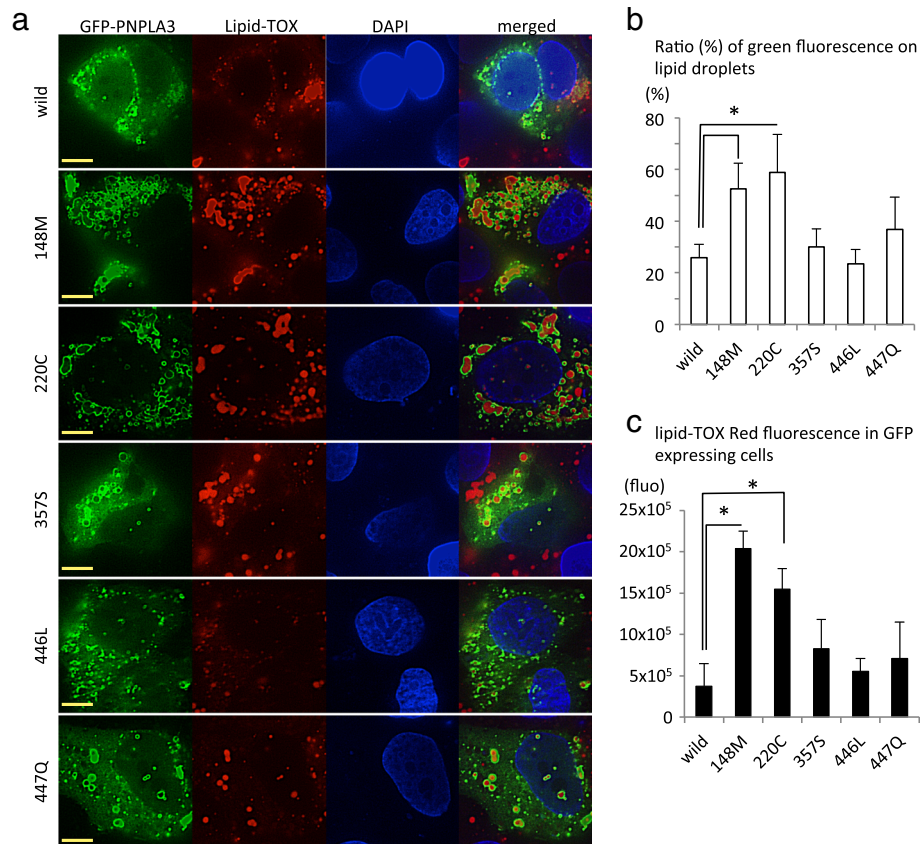 a
GFP-PNPLA3 Lipid-TOX DAPI merged
wild
148M
220C
357S
446L
447Q
b
Ratio (%) of green fluorescence on
lipid droplets
(%)
80
60
40
20
0
*
wild 148M 220C 357S 446L 447Q
c
lipid-TOX Red fluorescence in GFP
expressing cells
(fluo)
25x10⁵
20x10⁵
15x10⁵
10x10⁵
5x10⁵
0
*
*
wild 148M 220C 357S 446L 447Q